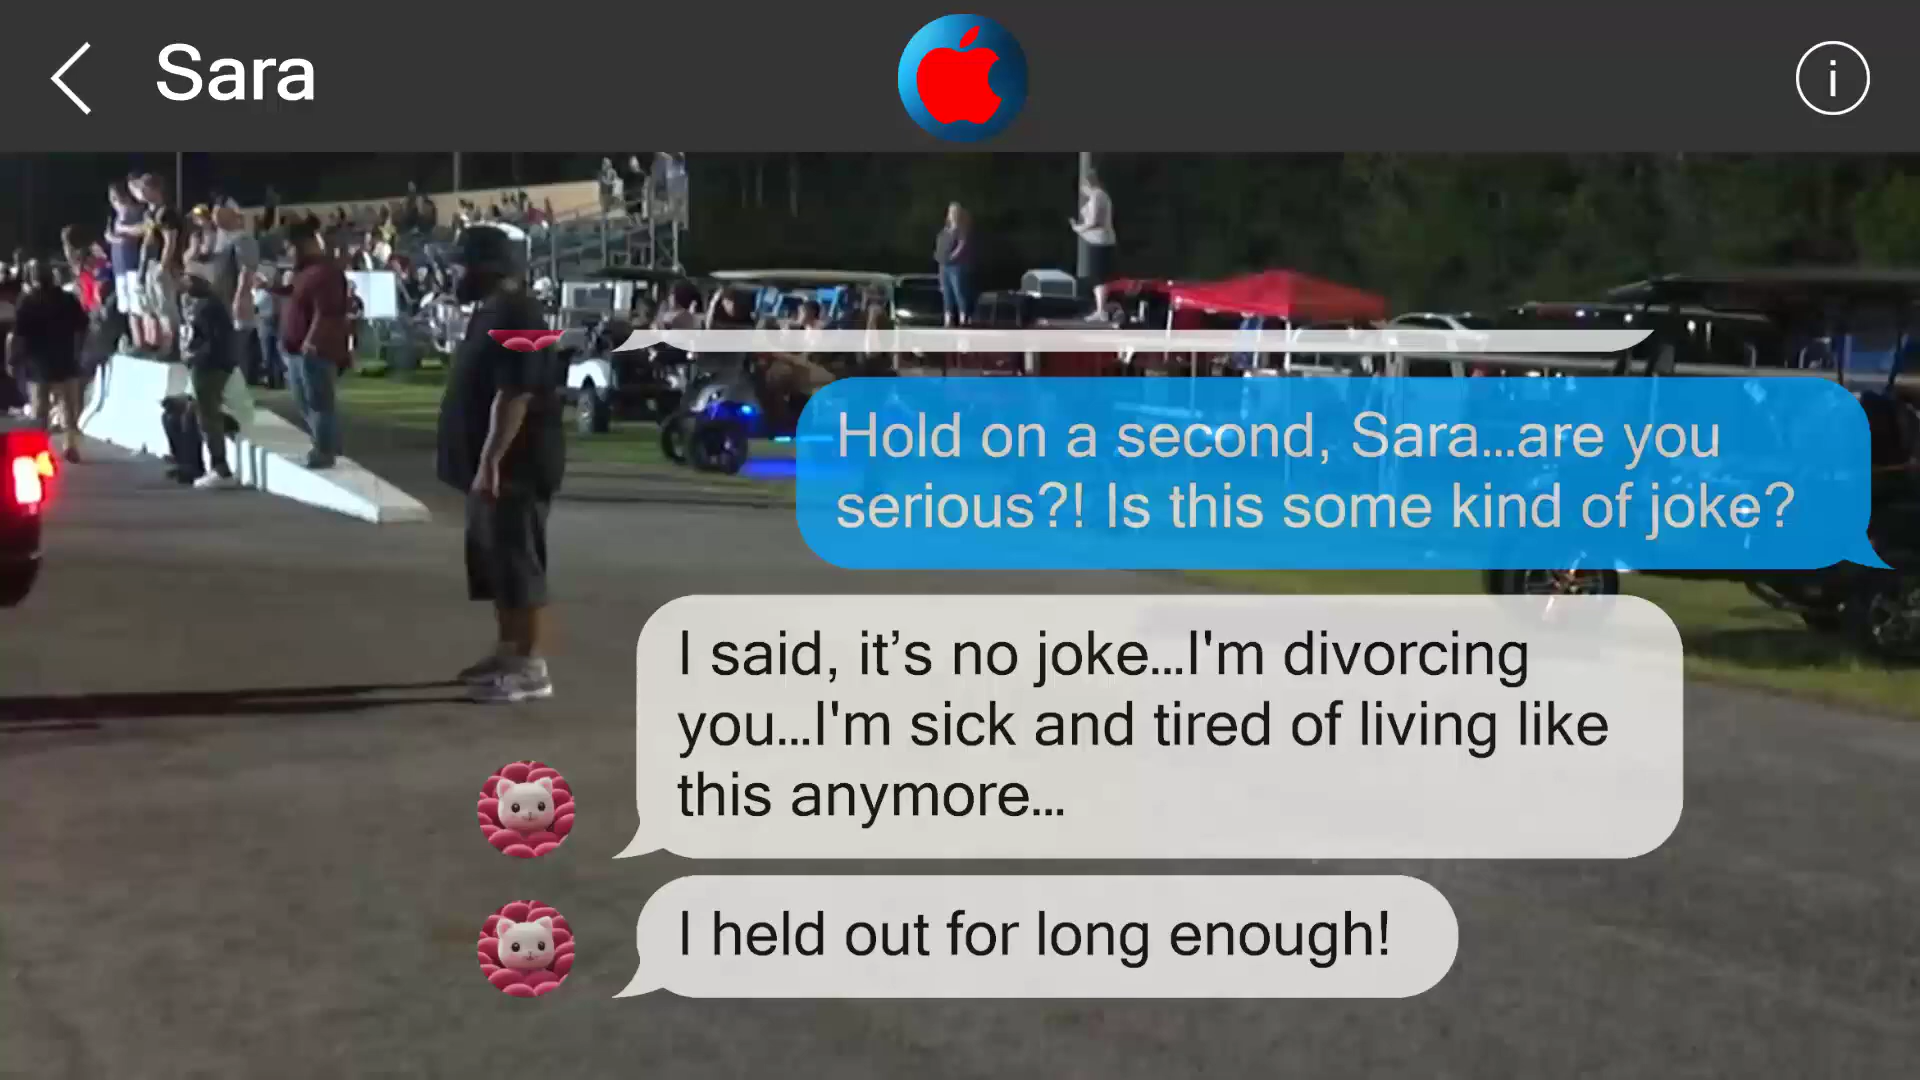 Sara
i
Hold on a second, Sara...are you
serious?! Is this some kind of joke?
I said, it’s no joke...I'm divorcing
you...I'm sick and tired of living like
this anymore...
I held out for long enough!